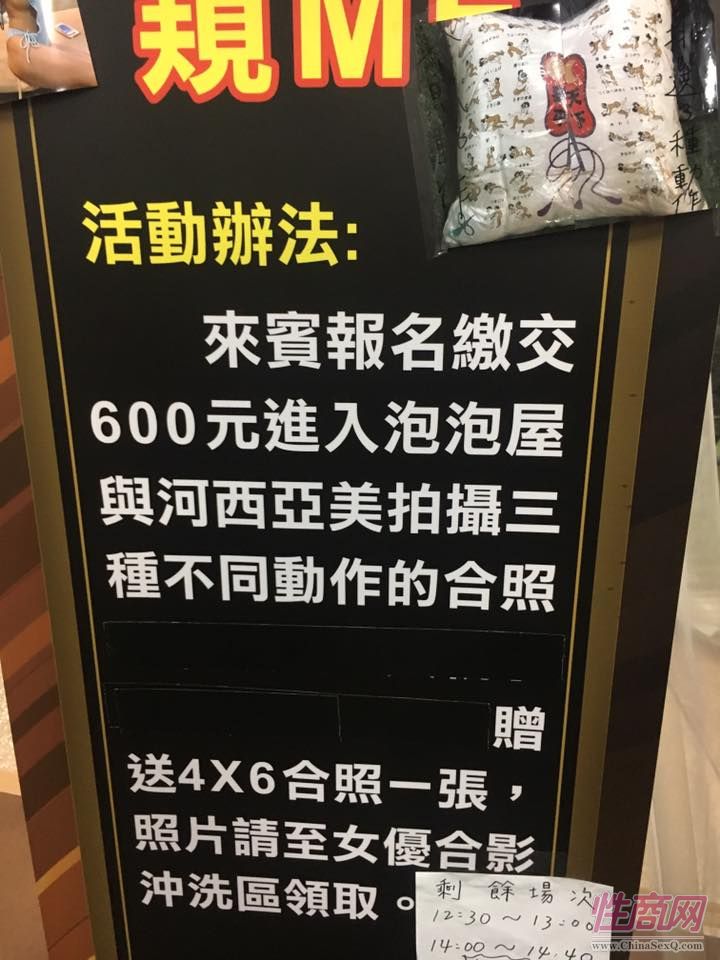 規M
種動作
活動辦法:
來賓報名繳交
600元進入泡泡屋
與河西亞美拍攝三
種不同動作的合照
贈
送4X6合照一張，
照片請至女優合影
沖洗區領取。
剩餘場次
12:30～13:00
14:00～14:40
性商网
www.ChinaSexQ.com